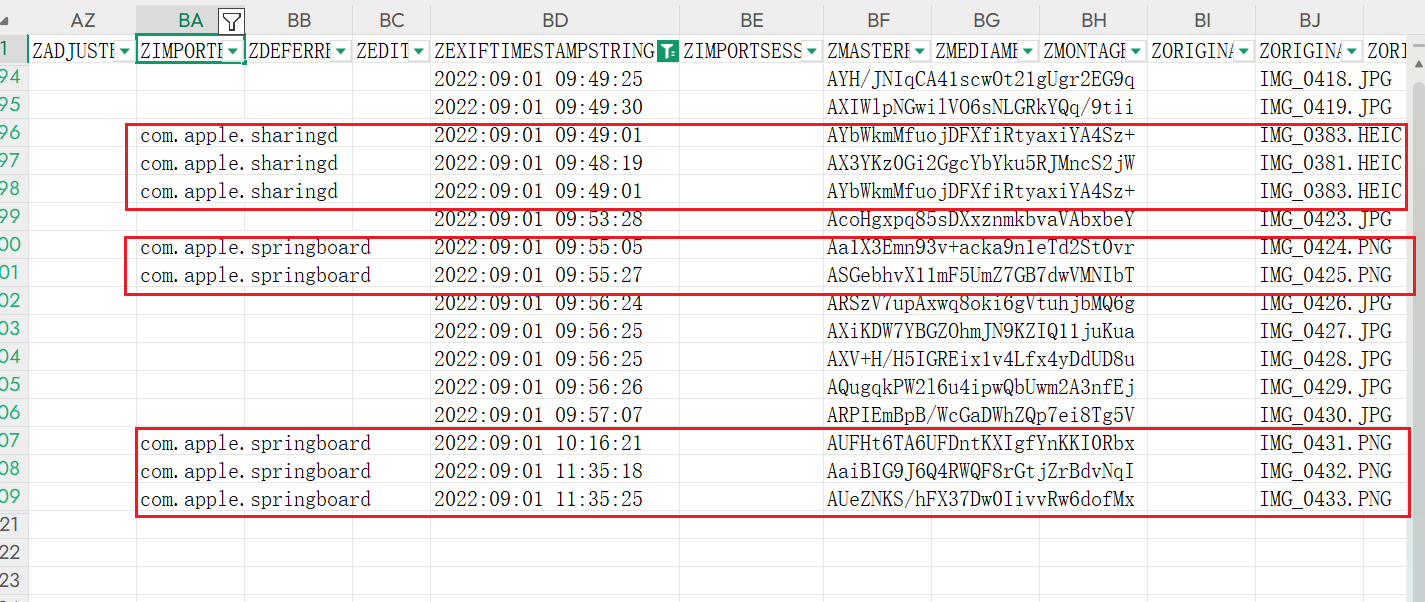 AZ BA BB BC BD BE BF BG BH BI BJ
1 ZADJUSTE ZIMPORTE ZDEFERRE ZEDIT ZEXIFTIMESTAMPSTRING ZIMPORTSESS ZMASTERF ZMEDIAME ZMONTAGE ZORIGINA ZORIGINA ZORI
94 2022:09:01 09:49:25 AYH/JNIqCA41scwOt21gUgr2EG9q IMG_0418.JPG
95 2022:09:01 09:49:30 AXIWlpNGwilVO6sNLGRkYQq/9tii IMG_0419.JPG
96 com.apple.sharingd 2022:09:01 09:49:01 AYbWkmMfuojDFXfiRtyaxiYA4Sz+ IMG_0383.HEIC
97 com.apple.sharingd 2022:09:01 09:48:19 AX3YKzOGi2GgcYbYku5RJMncS2jW IMG_0381.HEIC
98 com.apple.sharingd 2022:09:01 09:49:01 AYbWkmMfuojDFXfiRtyaxiYA4Sz+ IMG_0383.HEIC
99 2022:09:01 09:53:28 AcoHgxpq85sDXxznmkbvaVAbxbeY IMG_0423.JPG
00 com.apple.springboard 2022:09:01 09:55:05 Aa1X3Emn93v+acka9n1eTd2St0vr IMG_0424.PNG
01 com.apple.springboard 2022:09:01 09:55:27 ASGebhvX11mF5UmZ7GB7dwVMNIbT IMG_0425.PNG
02 2022:09:01 09:56:24 ARSzV7upAxwq8oki6gVtuhjbMQ6g IMG_0426.JPG
03 2022:09:01 09:56:25 AXiKDW7YBGZOhmJN9KZIQ11juKua IMG_0427.JPG
04 2022:09:01 09:56:25 AXV+H/H5IGREix1v4Lfx4yDdUD8u IMG_0428.JPG
05 2022:09:01 09:56:26 AQugqkPW2l6u4ipwQbUwm2A3nfEj IMG_0429.JPG
06 2022:09:01 09:57:07 ARPIEmBpB/WcGaDWhZQp7ei8Tg5V IMG_0430.JPG
07 com.apple.springboard 2022:09:01 10:16:21 AUFHt6TA6UFDntKXIgfYnKKIORbx IMG_0431.PNG
08 com.apple.springboard 2022:09:01 11:35:18 AaiBIG9J6Q4RWQF8rGtjZrBdvNqI IMG_0432.PNG
09 com.apple.springboard 2022:09:01 11:35:25 AUeZNKS/hFX37DwOIivvRw6dofMx IMG_0433.PNG
21
22
23